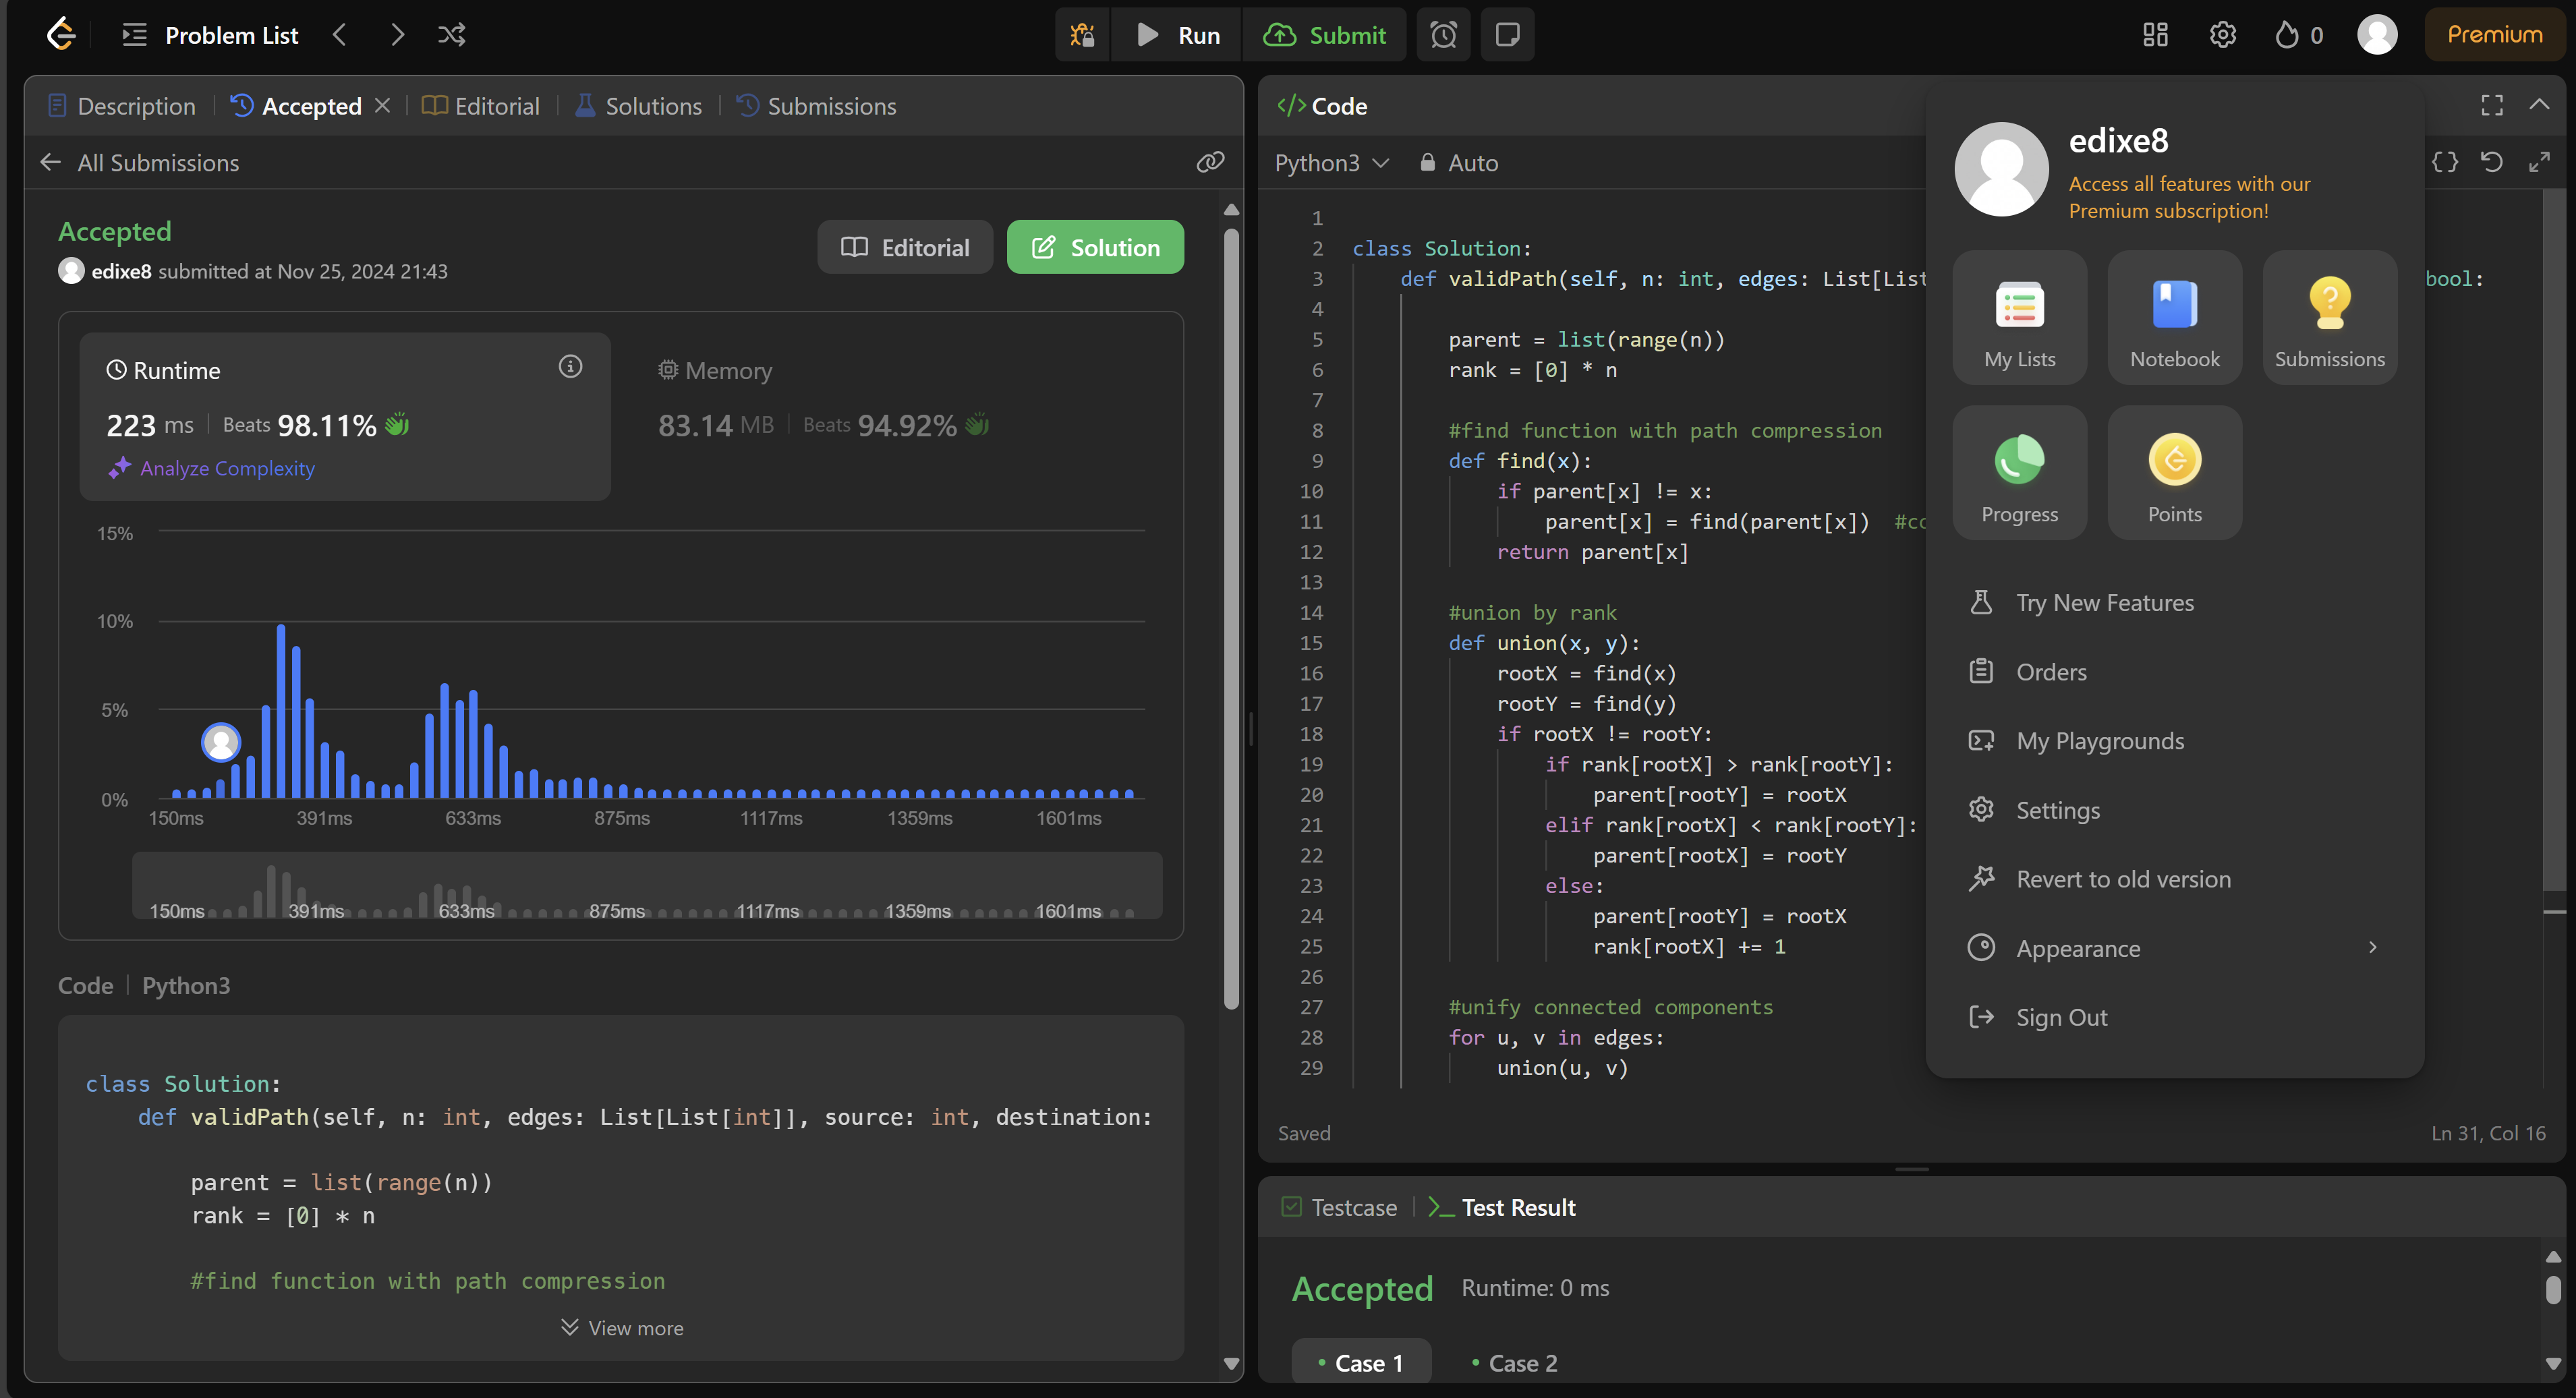 Problem List
Run
Submit
0
Premium
Description
Accepted
Editorial
Solutions
Submissions
All Submissions
Accepted
edixe8 submitted at Nov 25, 2024 21:43
Editorial
Solution
Runtime
223 ms
Beats 98.11%
Analyze Complexity
Memory
83.14 MB
Beats 94.92%
15%
10%
5%
0%
150ms 391ms 633ms 875ms 1117ms 1359ms 1601ms
150ms 391ms 633ms 875ms 1117ms 1359ms 1601ms
Code
Python3
class Solution:
    def validPath(self, n: int, edges: List[List[int]], source: int, destination:
        parent = list(range(n))
        rank = [0] * n
        #find function with path compression
View more
</> Code
Python3
Auto
1
2 class Solution:
3     def validPath(self, n: int, edges: List[List bool:
4
5         parent = list(range(n))
6         rank = [0] * n
7
8         #find function with path compression
9         def find(x):
10             if parent[x] != x:
11                 parent[x] = find(parent[x])  #co
12             return parent[x]
13
14         #union by rank
15         def union(x, y):
16             rootX = find(x)
17             rootY = find(y)
18             if rootX != rootY:
19                 if rank[rootX] > rank[rootY]:
20                     parent[rootY] = rootX
21                 elif rank[rootX] < rank[rootY]:
22                     parent[rootX] = rootY
23                 else:
24                     parent[rootY] = rootX
25                     rank[rootX] += 1
26
27         #unify connected components
28         for u, v in edges:
29             union(u, v)
Saved
Ln 31, Col 16
edixe8
Access all features with our
Premium subscription!
My Lists
Notebook
Submissions
Progress
Points
Try New Features
Orders
My Playgrounds
Settings
Revert to old version
Appearance
Sign Out
Testcase
Test Result
Accepted
Runtime: 0 ms
• Case 1
• Case 2